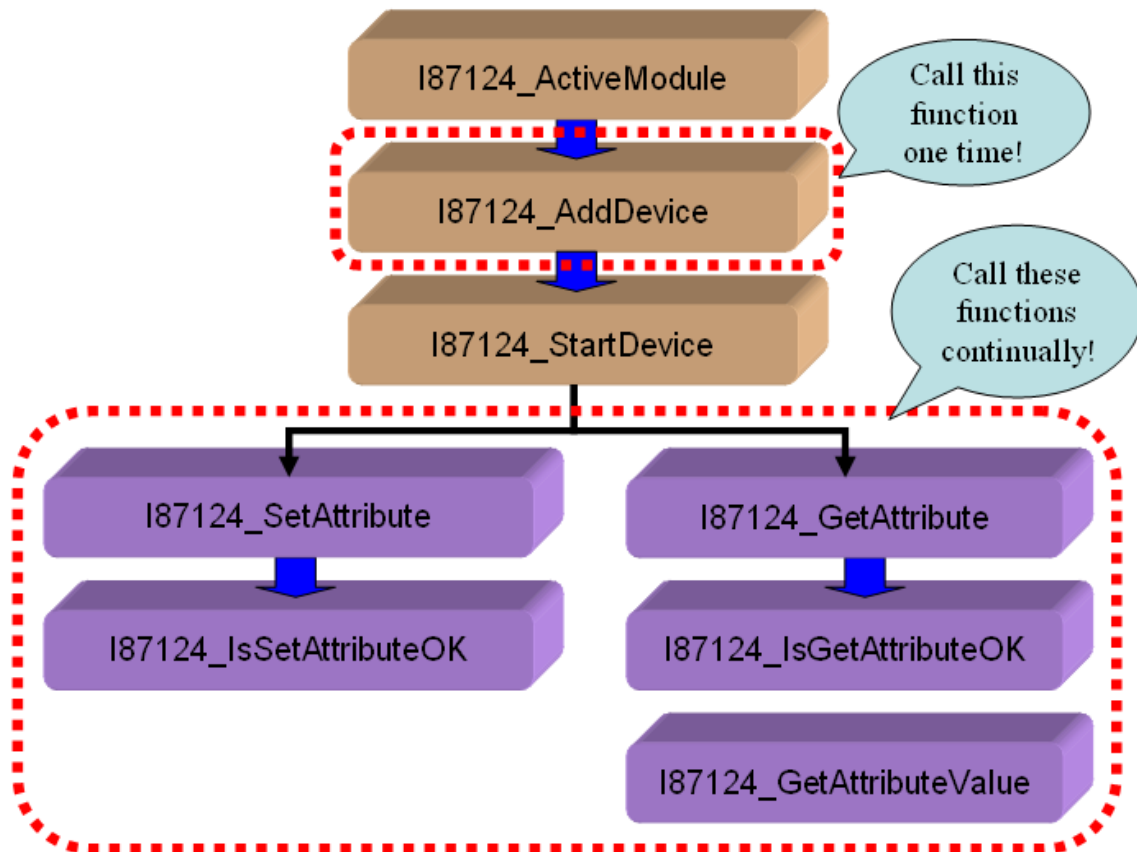 I87124_ActiveModule
Call this
function
one time!
I87124_AddDevice
I87124_StartDevice
Call these
functions
continually!
I87124_SetAttribute
I87124_GetAttribute
I87124_IsSetAttributeOK
I87124_IsGetAttributeOK
I87124_GetAttributeValue